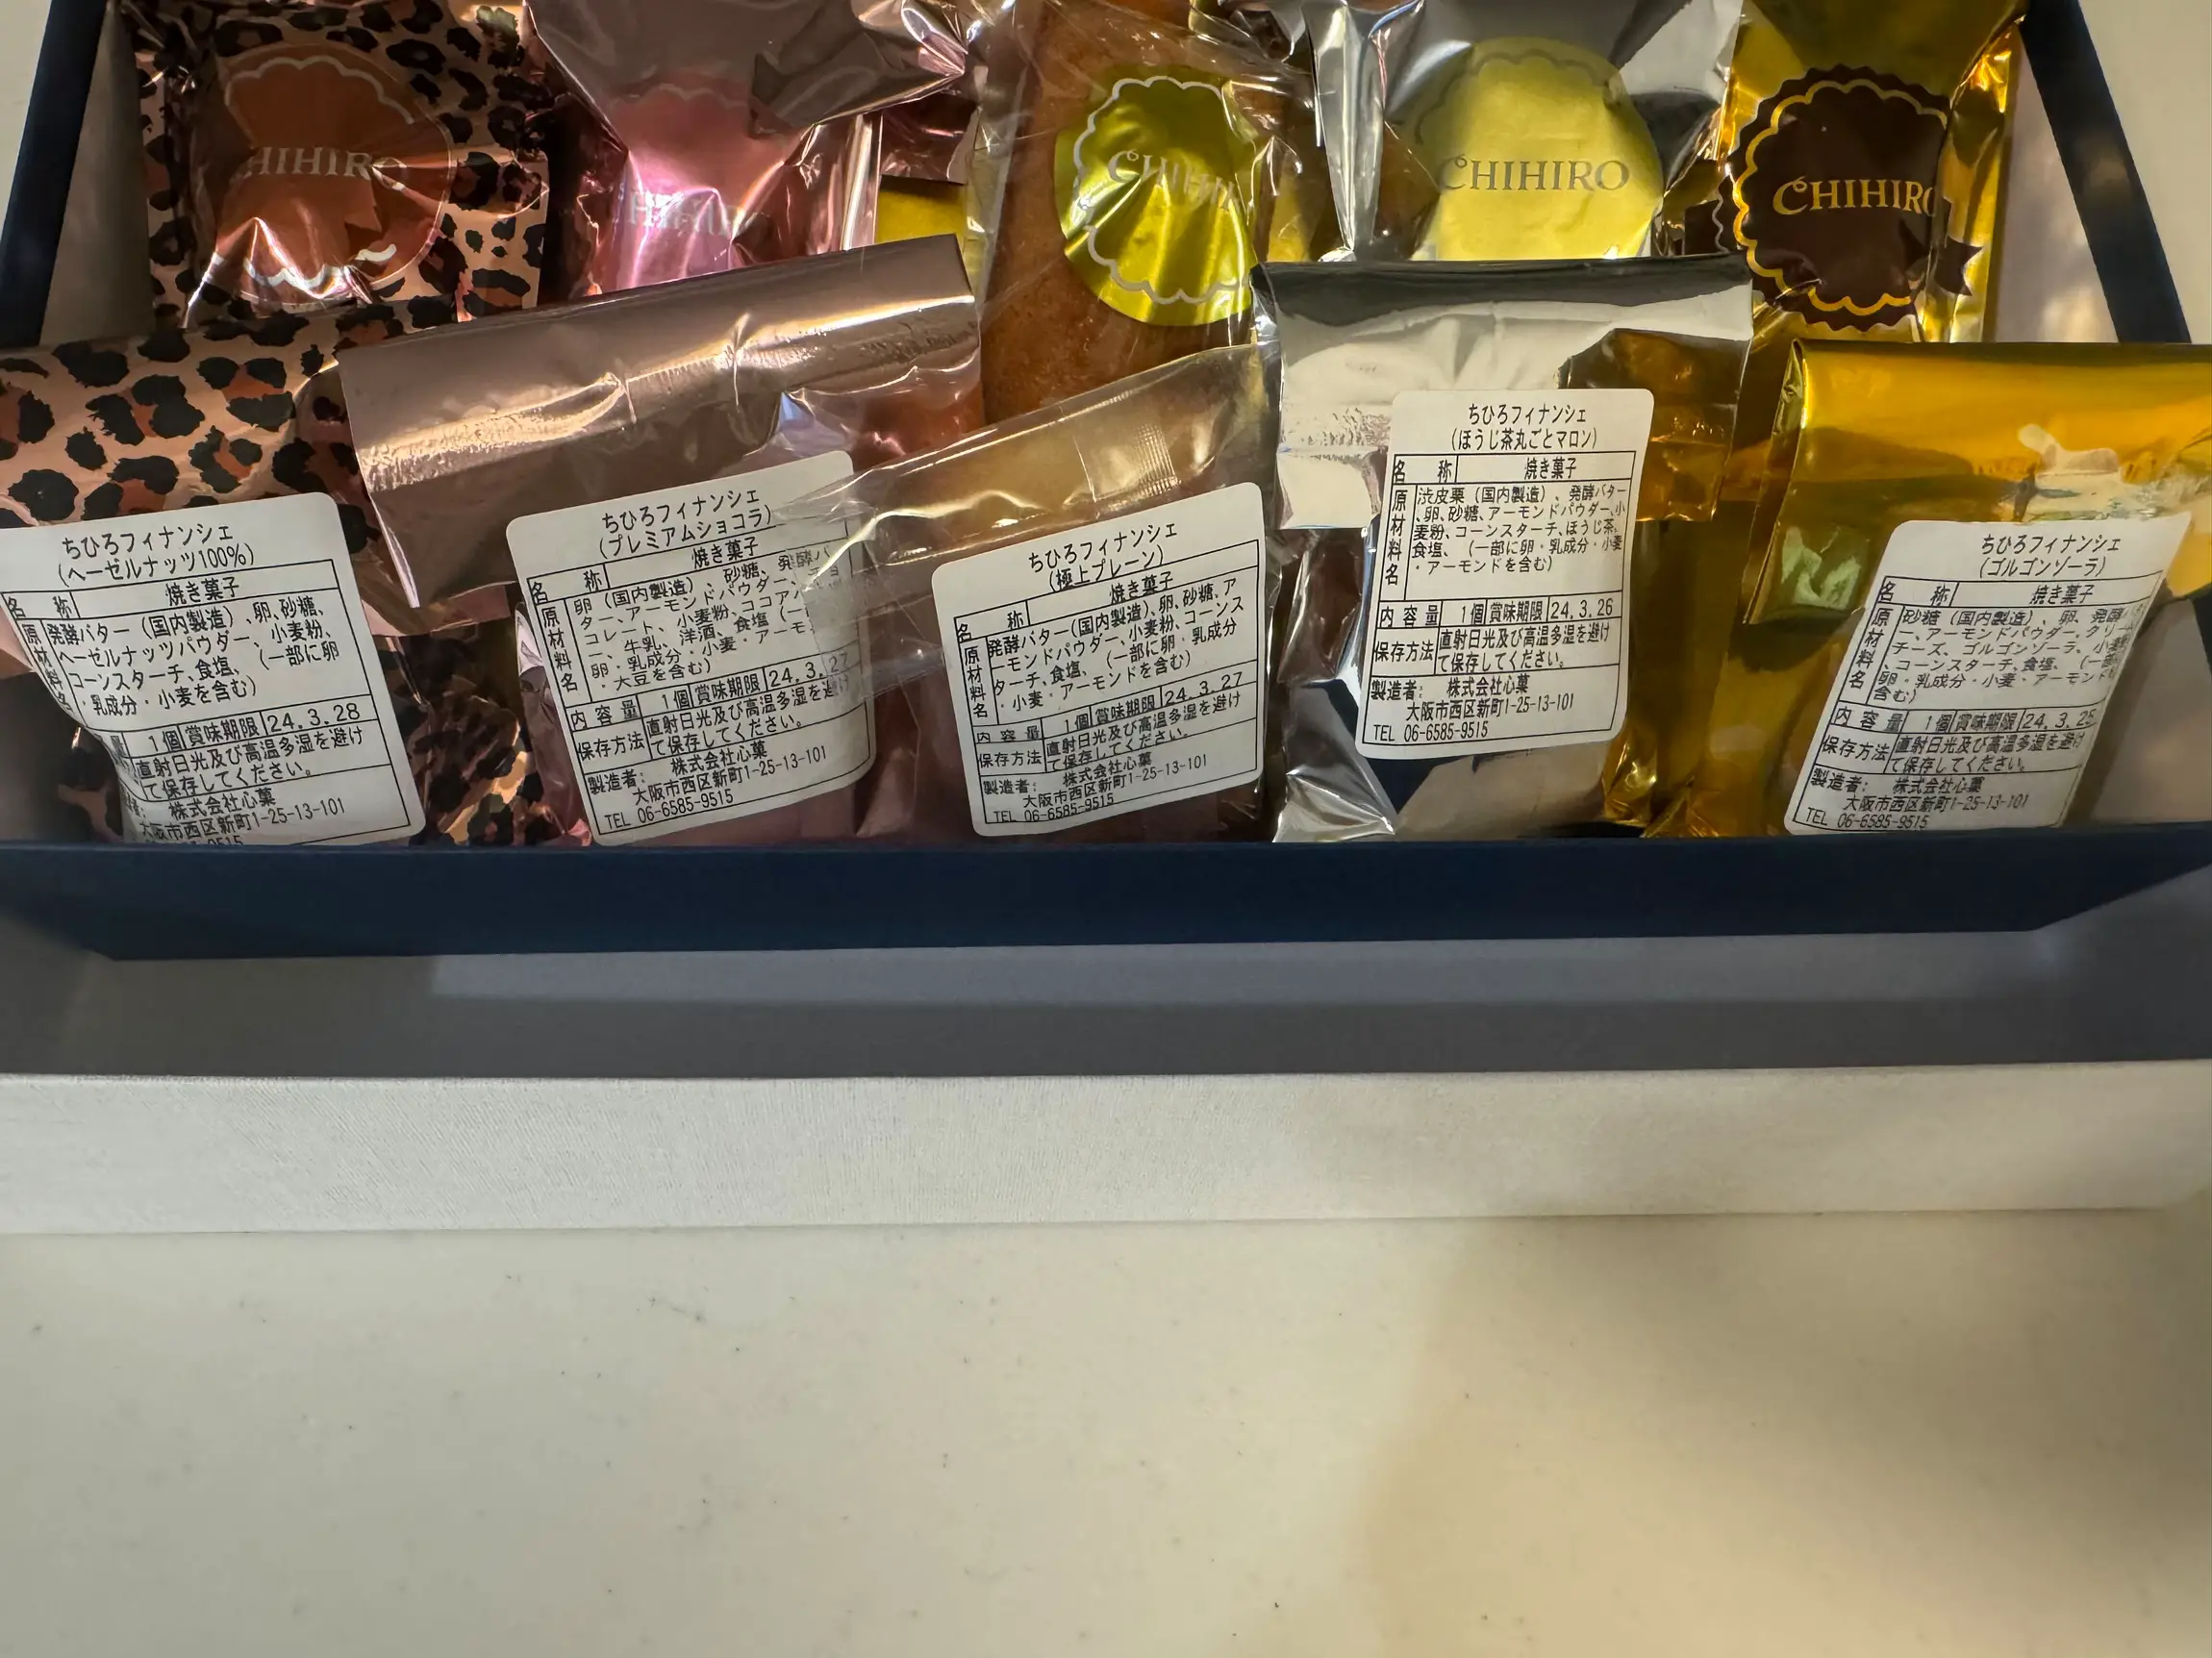 CHIHIRO
CHIHIRO
CHIHI
CHIHIRO
CHIHIRO
ちひろフィナンシェ
(ヘーゼルナッツ100%)
名 称 焼き菓子
原材料名
発酵バター(国内製造)、卵、砂糖、
ヘーゼルナッツパウダー、小麦粉、
コーンスターチ、食塩、(一部に卵
・乳成分・小麦を含む)
量 1個 賞味期限 24.3.28
直射日光及び高温多湿を避け
て保存してください。
株式会社心菓
大阪市西区新町1-25-13-101
ちひろフィナンシェ
(プレミアムショコラ)
名 称 焼き菓子
原材料名
卵(国内製造)、砂糖、発酵バ
ター、アーモンドパウダー、チョ
コレート、小麦粉、ココアパ
ー、牛乳、洋酒、食塩(一
卵・乳成分・小麦・アーモ
・大豆を含む)
内容量 1個 賞味期限 24.3.27
保存方法 直射日光及び高温多湿を避け
て保存してください。
製造者: 株式会社心菓
大阪市西区新町1-25-13-101
TEL 06-6585-9515
ちひろフィナンシェ
(極上プレーン)
名 称 焼き菓子
原材料名
発酵バター(国内製造)、卵、砂糖、ア
ーモンドパウダー、小麦粉、コーンス
ターチ、食塩、(一部に卵・乳成分
・小麦・アーモンドを含む)
内容量 1個 賞味期限 24.3.27
保存方法 直射日光及び高温多湿を避け
て保存してください。
製造者: 株式会社心菓
大阪市西区新町1-25-13-101
TEL 06-6585-9515
ちひろフィナンシェ
(ほうじ茶丸ごとマロン)
名 称 焼き菓子
原材料名
渋皮栗(国内製造)、発酵バター
、卵、砂糖、アーモンドパウダー、小
麦粉、コーンスターチ、ほうじ茶、
食塩、(一部に卵・乳成分・小麦
・アーモンドを含む)
内容量 1個 賞味期限 24.3.26
保存方法 直射日光及び高温多湿を避け
て保存してください。
製造者: 株式会社心菓
大阪市西区新町1-25-13-101
TEL 06-6585-9515
ちひろフィナンシェ
(ゴルゴンゾーラ)
名 称 焼き菓子
原材料名
砂糖(国内製造)、卵、発酵バ
ー、アーモンドパウダー、クリー
チーズ、ゴルゴンゾーラ、小麦
、コーンスターチ、食塩、(一部
卵・乳成分・小麦・アーモンド
含む)
内容量 1個 賞味期限 24.3.25
保存方法 直射日光及び高温多湿を避け
て保存してください。
製造者: 株式会社心菓
大阪市西区新町1-25-13-101
TEL 06-6585-9515